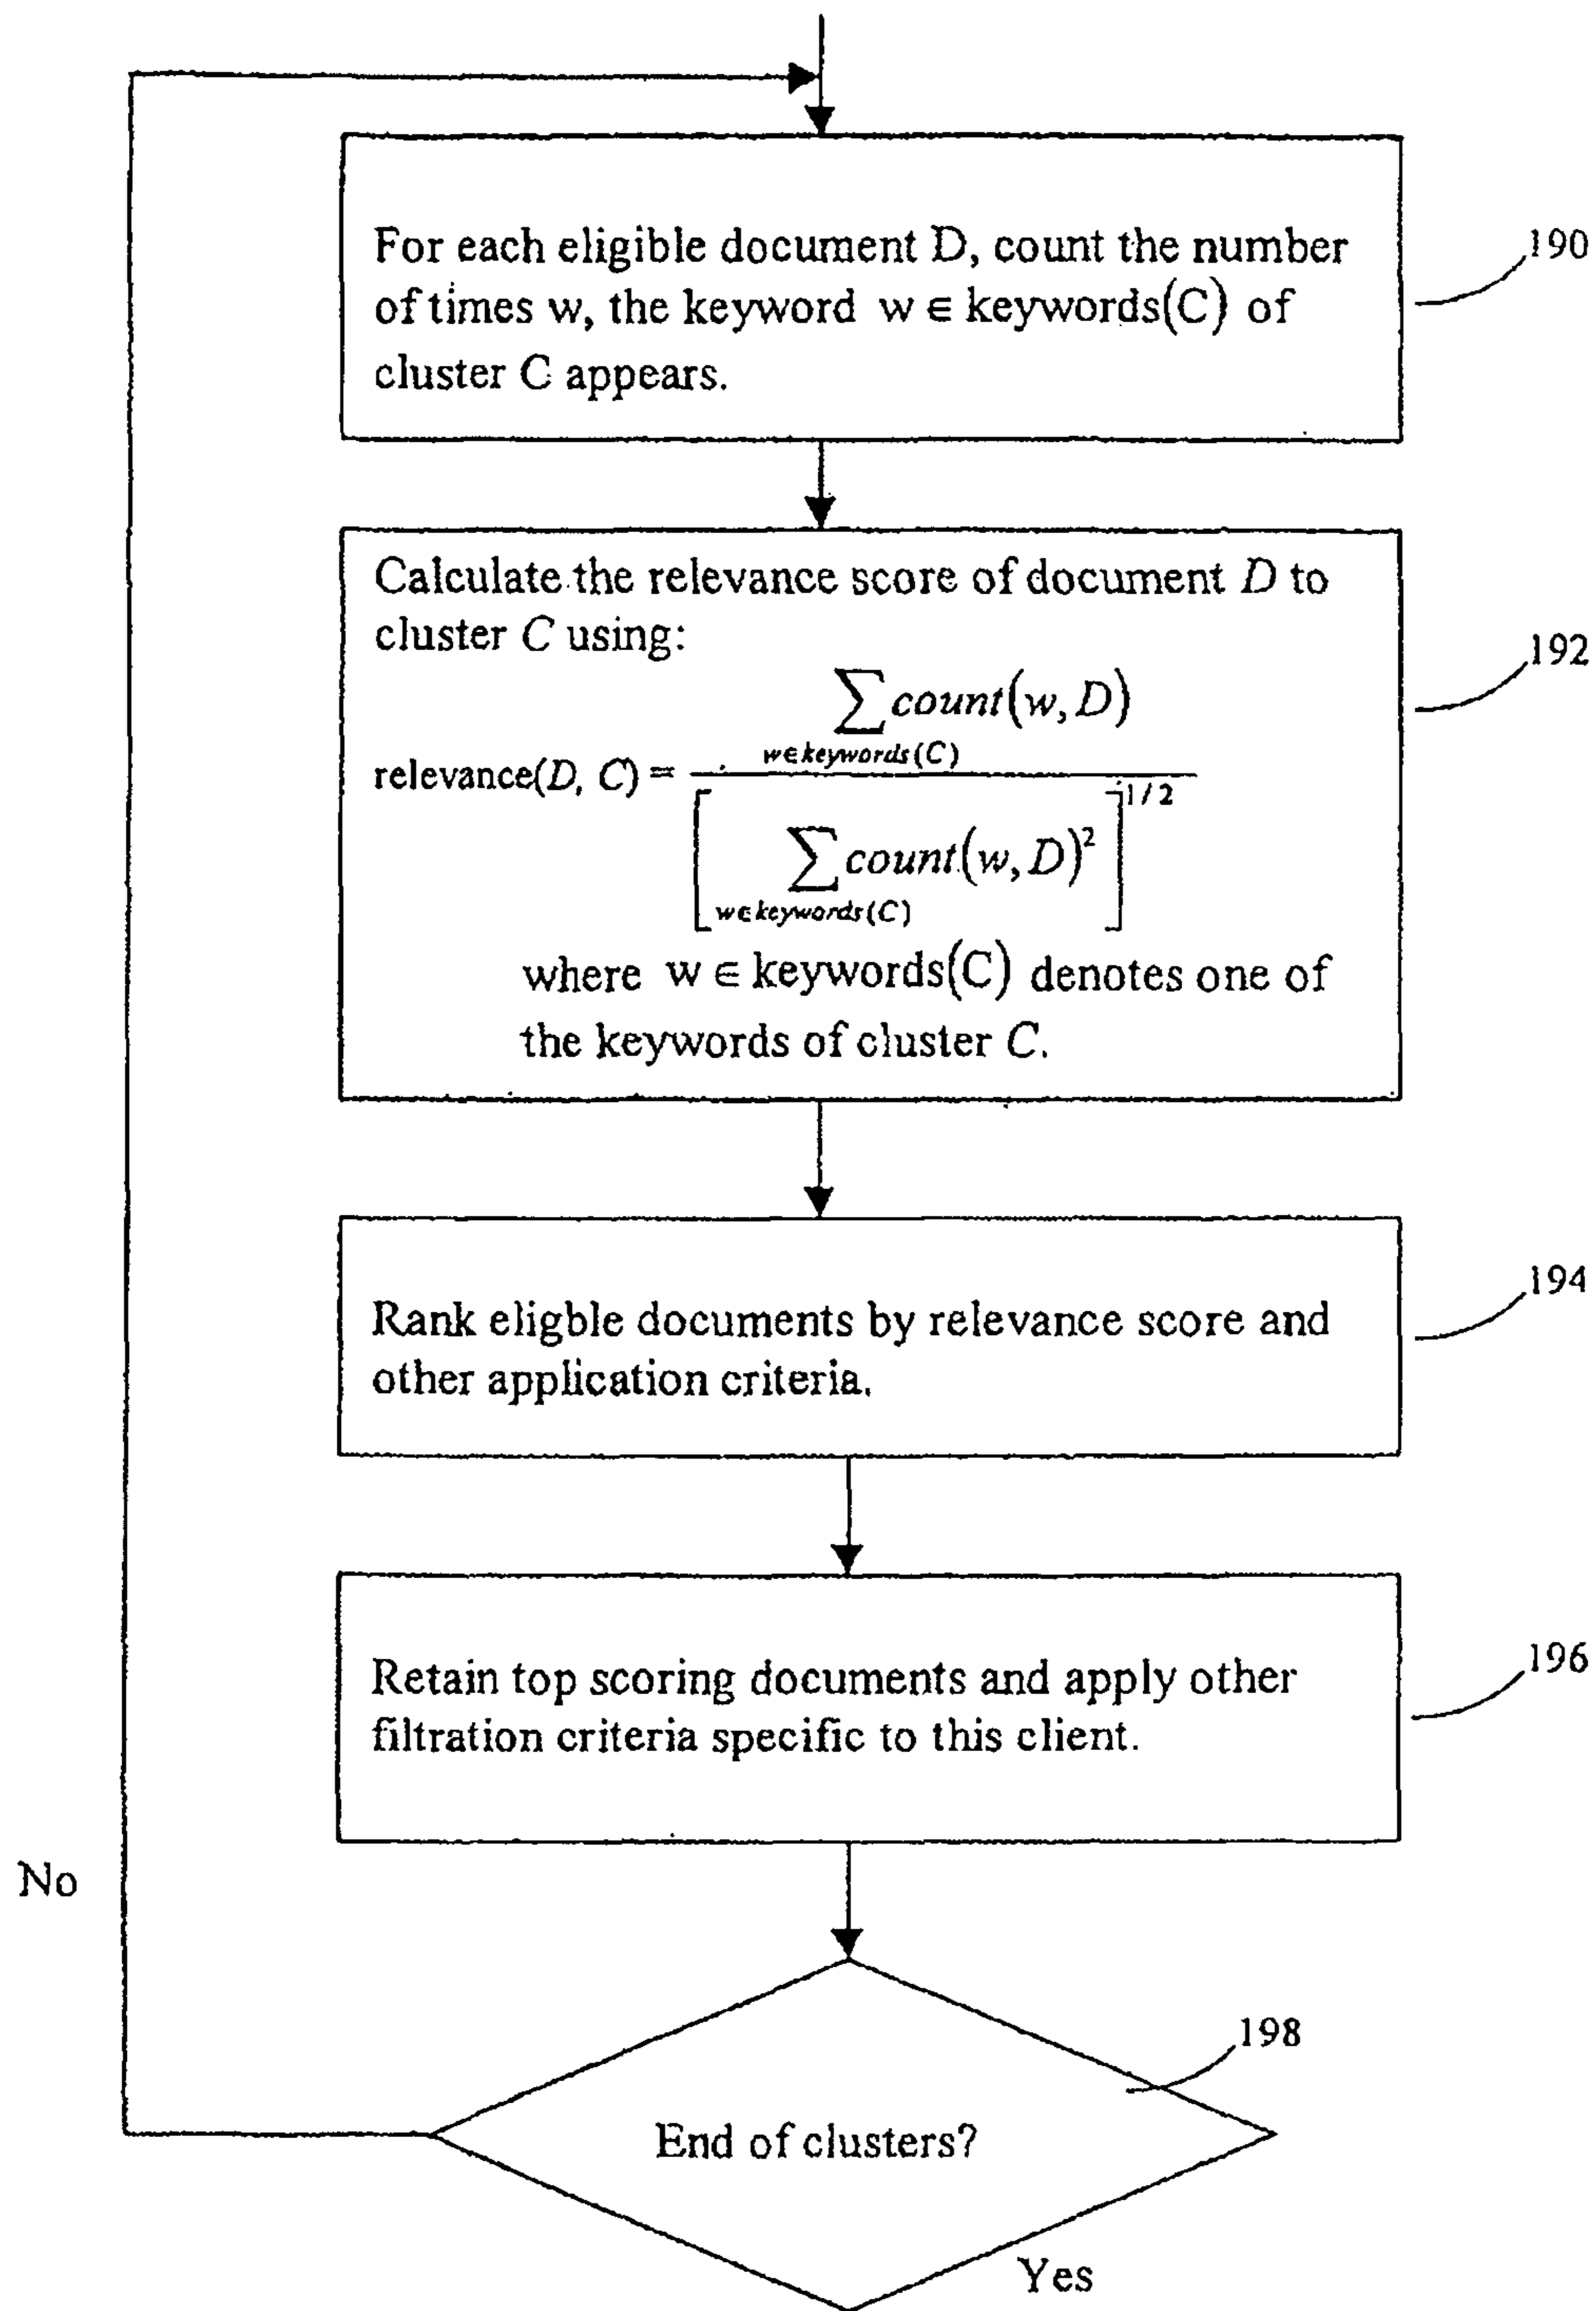 For each eligible document D, count the number
of times w, the keyword w ∈ keywords(C) of
cluster C appears.
190
Calculate the relevance score of document D to
cluster C using:
relevance(D, C) = \frac{\sum_{w∈keywords(C)} count(w, D)}{[\sum_{w∈keywords(C)} count(w, D)^2]^{1/2}}
where w ∈ keywords(C) denotes one of
the keywords of cluster C.
192
Rank eligble documents by relevance score and
other application criteria.
194
Retain top scoring documents and apply other
filtration criteria specific to this client.
196
No
198
End of clusters?
Yes